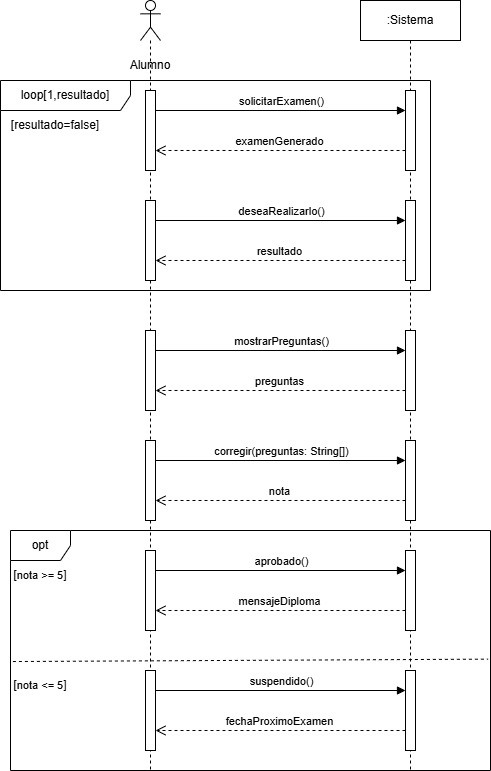 :Sistema
Alumno
loop[1,resultado]
[resultado=false]
solicitarExamen()
examenGenerado
deseaRealizarlo()
resultado
mostrarPreguntas()
preguntas
corregir(preguntas: String[])
nota
opt
[nota >= 5]
aprobado()
mensajeDiploma
[nota <= 5]
suspendido()
fechaProximoExamen